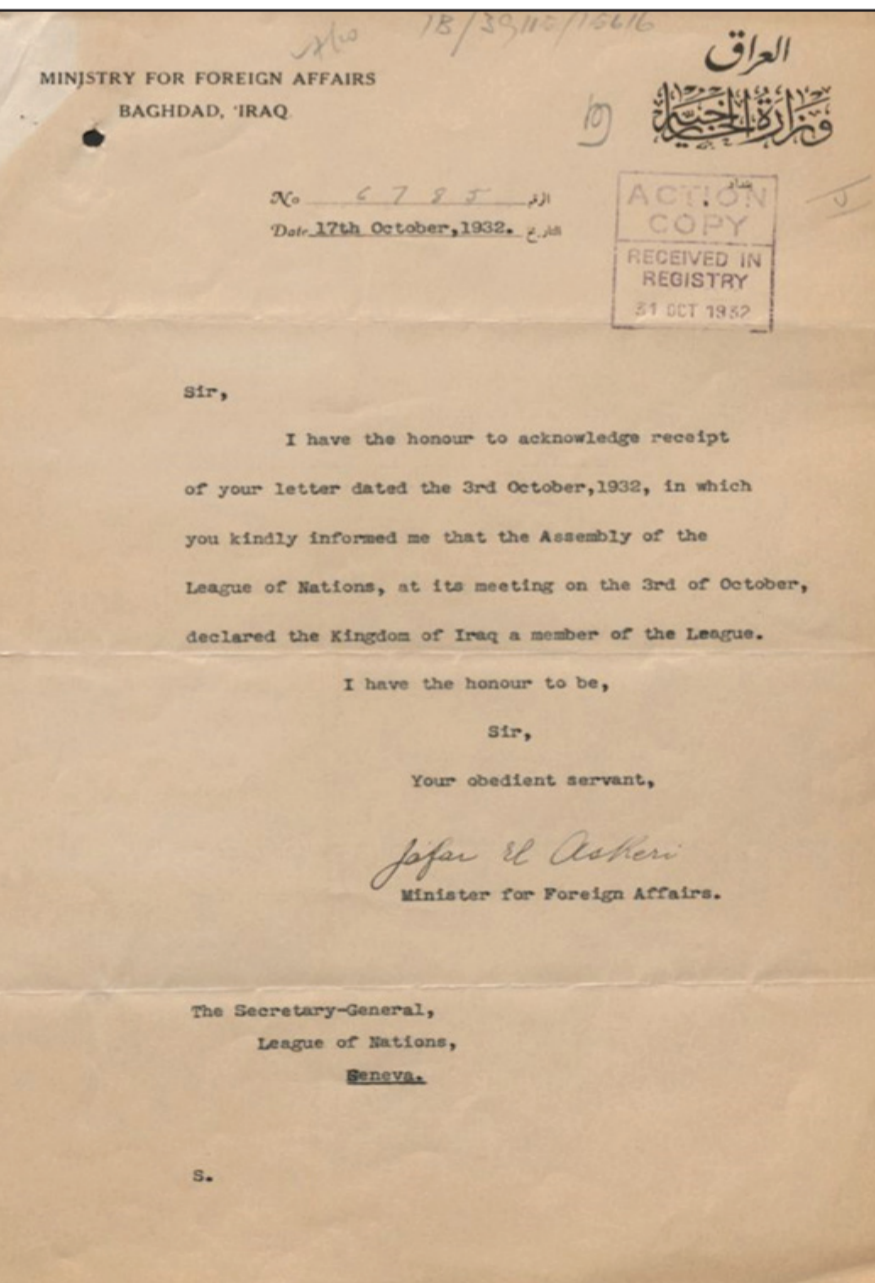 18/39115/15616
العراق
وزارة الخارجية
MINISTRY FOR FOREIGN AFFAIRS
BAGHDAD, 'IRAQ.
No 6785 الرقم
Date 17th October,1932. التاريخ
بغداد
ACTION
COPY
RECEIVED IN
REGISTRY
31 OCT 1932
Sir,
I have the honour to acknowledge receipt
of your letter dated the 3rd October,1932, in which
you kindly informed me that the Assembly of the
League of Nations, at its meeting on the 3rd of October,
declared the Kingdom of Iraq a member of the League.
I have the honour to be,
Sir,
Your obedient servant,
Jafar El Askeri
Minister for Foreign Affairs.
The Secretary-General,
League of Nations,
Geneva.
S.